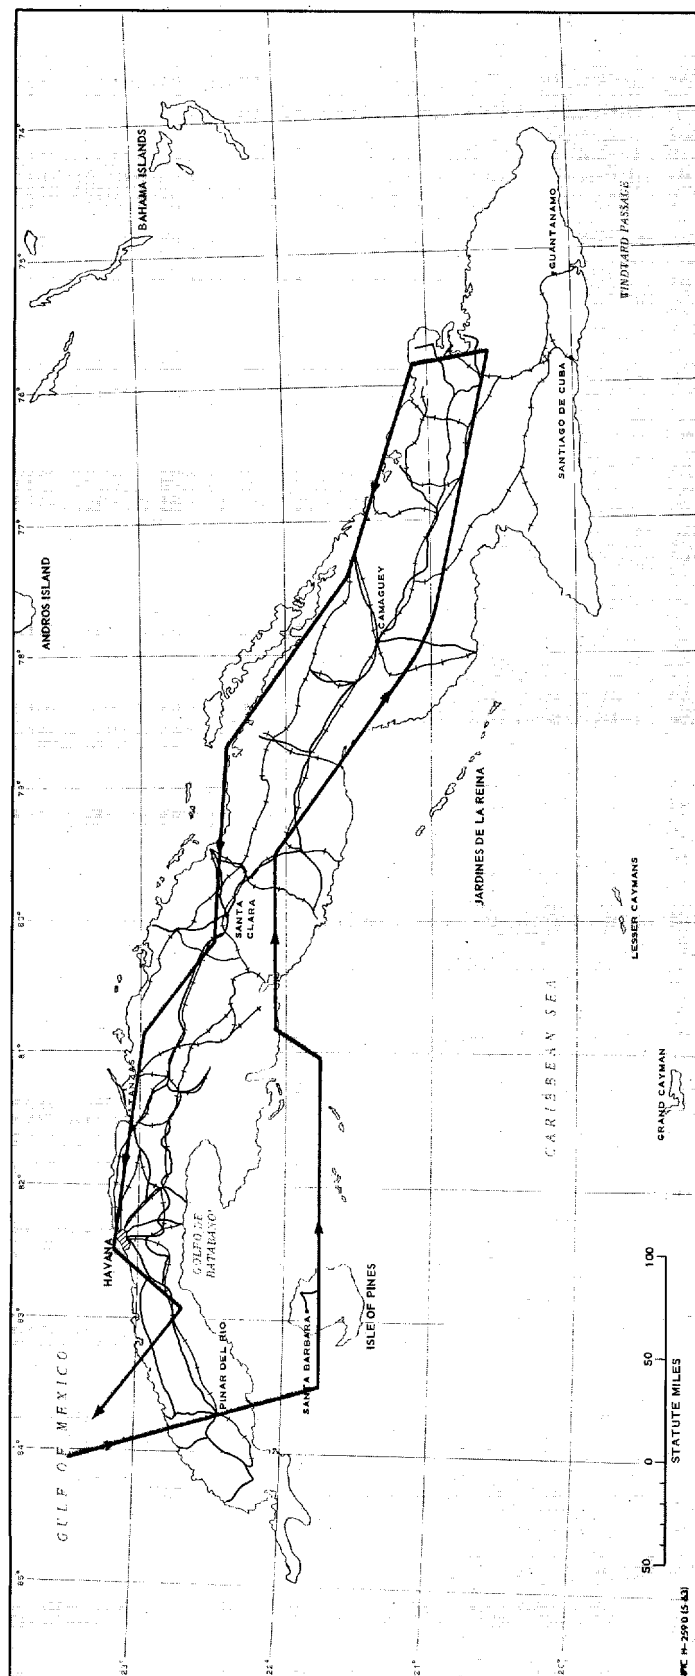 74°
75°
76°
77°
78°
79°
80°
81°
82°
83°
84°
85°
23°
22°
21°
20°
BAHAMA ISLANDS
ANDROS ISLAND
GUANTANAMO
WINDWARD PASSAGE
SANTIAGO DE CUBA
CAMAGUEY
JARDINES DE LA REINA
SANTA
CLARA
LESSER CAYMANS
CARIBBEAN SEA
GRAND CAYMAN
HAVANA
GOLFO DE
BATABANO
GULF OF MEXICO
PINAR DEL RIO
SANTA BARBARA
ISLE OF PINES
50 0 50 100
STATUTE MILES
H-2590 (5-63)